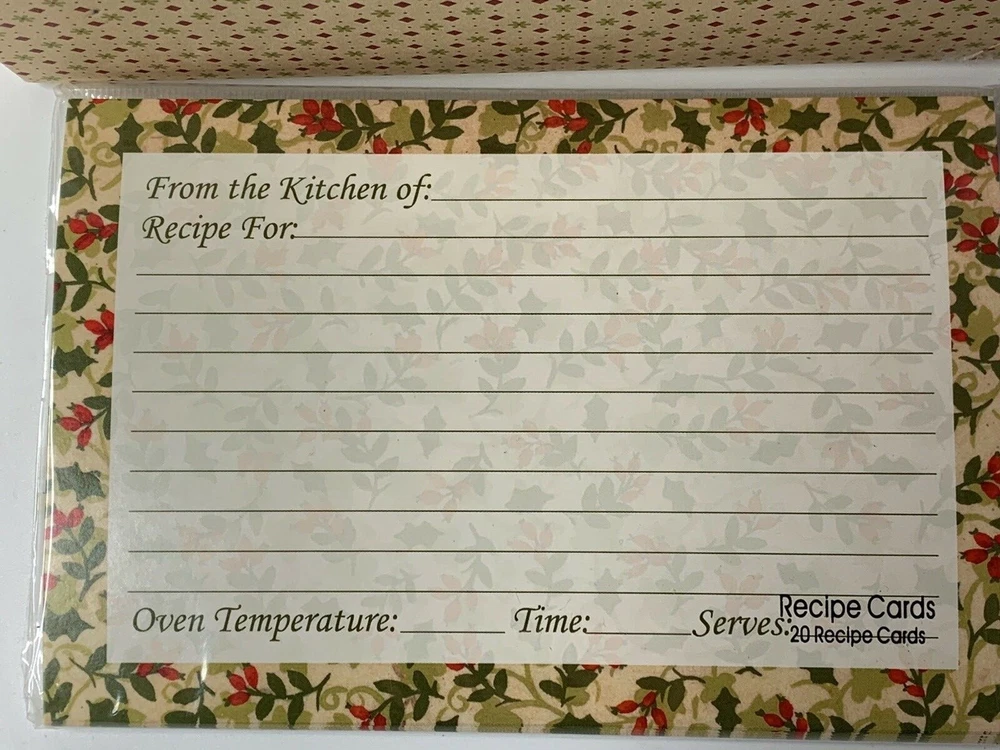 From the Kitchen of:
Recipe For:
Oven Temperature: Time: Serves:
Recipe Cards
20 Recipe Cards